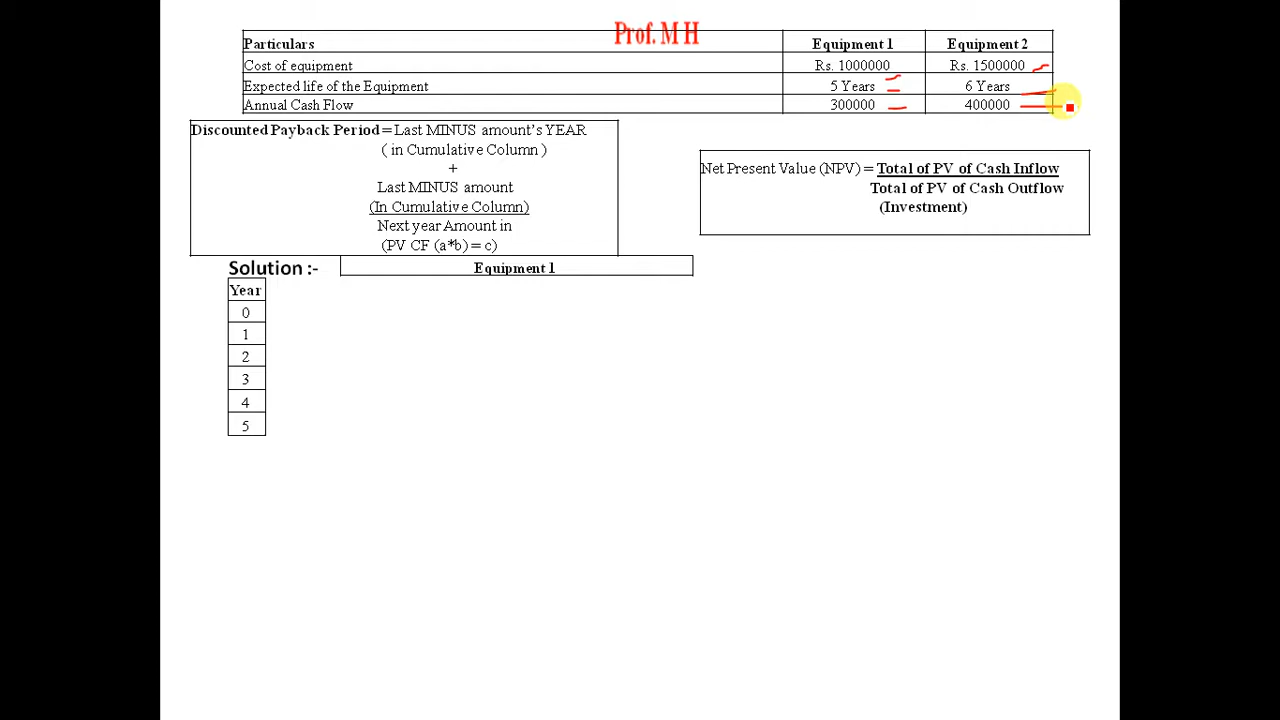 Prof. M H
Particulars Equipment 1 Equipment 2
Cost of equipment Rs. 1000000 Rs. 1500000
Expected life of the Equipment 5 Years 6 Years
Annual Cash Flow 300000 400000
Discounted Payback Period = Last MINUS amount's YEAR
( in Cumulative Column )
+
Last MINUS amount
(In Cumulative Column)
Next year Amount in
(PV CF (a*b) = c)
Net Present Value (NPV) = Total of PV of Cash Inflow
Total of PV of Cash Outflow
(Investment)
Solution :-
Equipment 1
Year
0
1
2
3
4
5